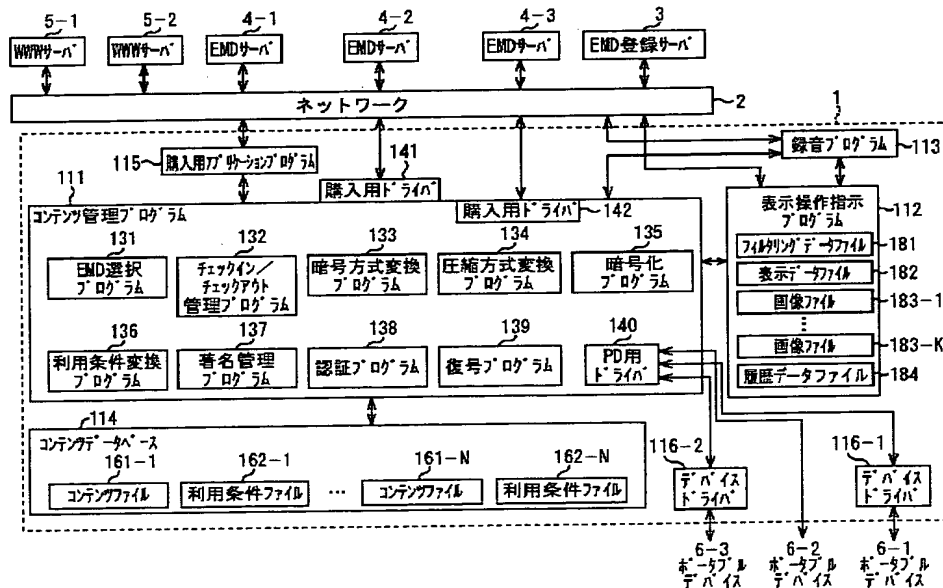 5-1
5-2
4-1
4-2
4-3
3
WWWサーバ
WWWサーバ
EMDサーバ
EMDサーバ
EMDサーバ
EMD登録サーバ
ネットワーク
2
1
115
購入用アプリケーションプログラム
141
購入用ドライバ
録音プログラム
113
111
コンテンツ管理プログラム
購入用ドライバ
142
表示操作指示
プログラム
112
フィルタリングデータファイル
181
表示データファイル
182
画像ファイル
183-1
⋮
画像ファイル
183-K
履歴データファイル
184
131
EMD選択
プログラム
132
チェックイン/
チェックアウト
管理プログラム
133
暗号方式変換
プログラム
134
圧縮方式変換
プログラム
135
暗号化
プログラム
136
利用条件変換
プログラム
137
著名管理
プログラム
138
認証プログラム
139
復号プログラム
140
PD用
ドライバ
114
コンテンツデータベース
161-1
コンテンツファイル
162-1
利用条件ファイル
…
161-N
コンテンツファイル
162-N
利用条件ファイル
116-2
デバイス
ドライバ
116-1
デバイス
ドライバ
6-3
ポータブル
デバイス
6-2
ポータブル
デバイス
6-1
ポータブル
デバイス